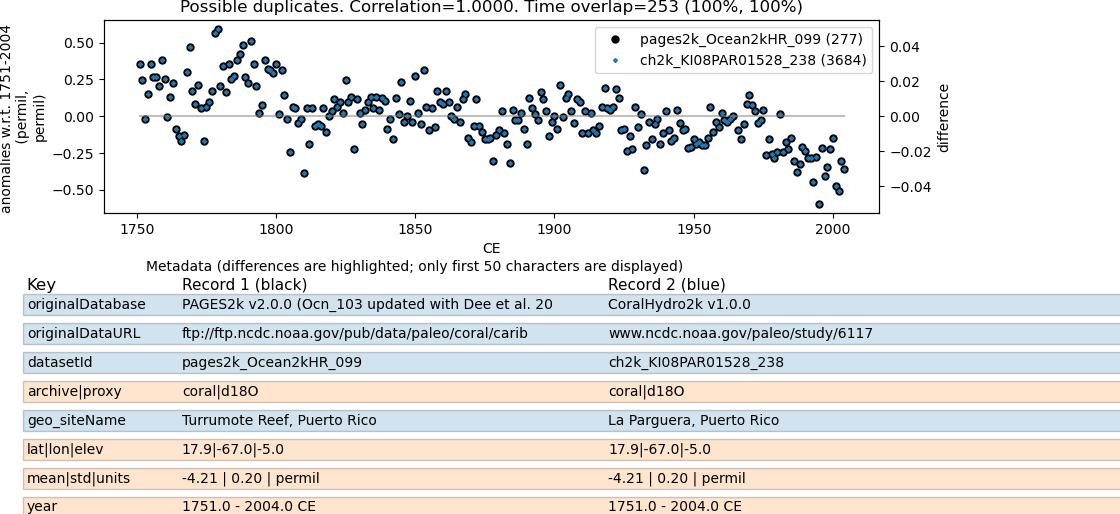 Possible duplicates. Correlation=1.0000. Time overlap=253 (100%, 100%)
anomalies w.r.t. 1751-2004
(permil,
permil)
0.50
0.25
0.00
−0.25
−0.50
pages2k_Ocean2kHR_099 (277)
ch2k_KI08PAR01528_238 (3684)
0.04
0.02
0.00
−0.02
−0.04
difference
1750
1800
1850
1900
1950
2000
CE
Metadata (differences are highlighted; only first 50 characters are displayed)
Key Record 1 (black) Record 2 (blue)
originalDatabase PAGES2k v2.0.0 (Ocn_103 updated with Dee et al. 20 CoralHydro2k v1.0.0
originalDataURL ftp://ftp.ncdc.noaa.gov/pub/data/paleo/coral/carib www.ncdc.noaa.gov/paleo/study/6117
datasetId pages2k_Ocean2kHR_099 ch2k_KI08PAR01528_238
archive|proxy coral|d18O coral|d18O
geo_siteName Turrumote Reef, Puerto Rico La Parguera, Puerto Rico
lat|lon|elev 17.9|-67.0|-5.0 17.9|-67.0|-5.0
mean|std|units -4.21 | 0.20 | permil -4.21 | 0.20 | permil
year 1751.0 - 2004.0 CE 1751.0 - 2004.0 CE